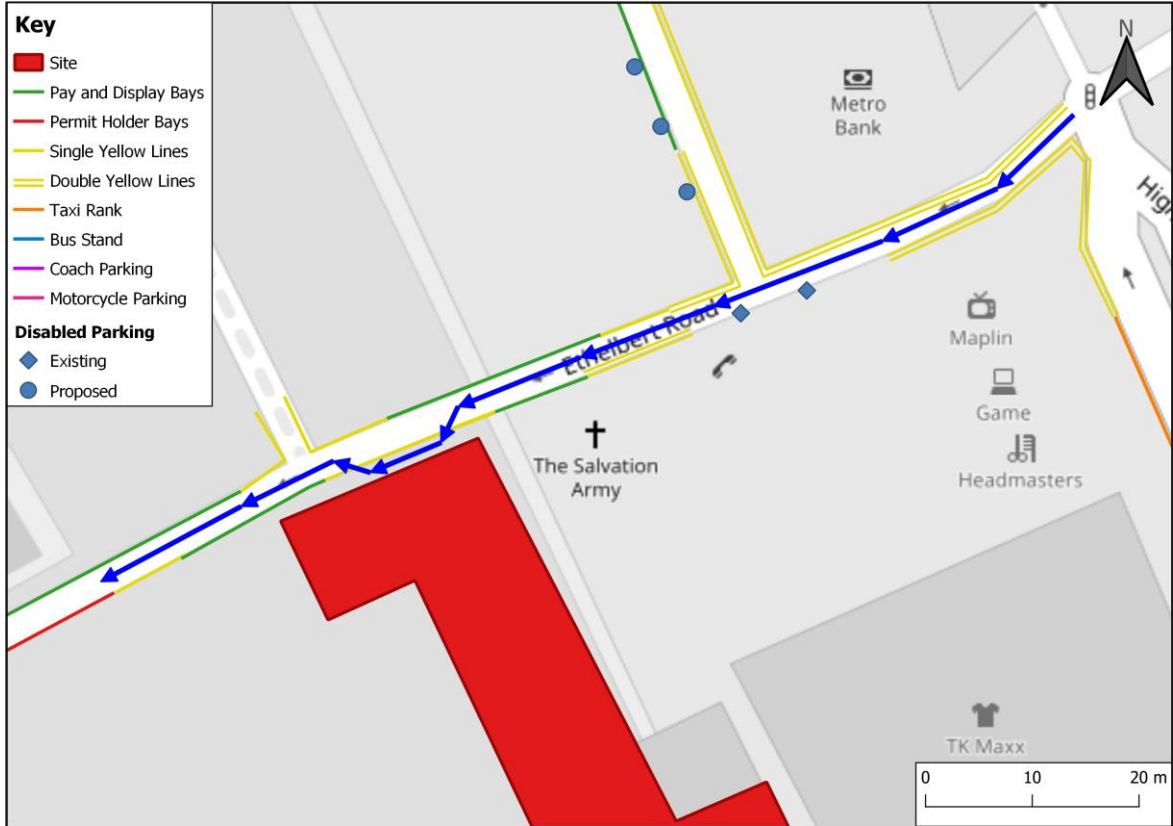 Key
Site
Pay and Display Bays
Permit Holder Bays
Single Yellow Lines
Double Yellow Lines
Taxi Rank
Bus Stand
Coach Parking
Motorcycle Parking
Disabled Parking
Existing
Proposed
N
Metro
Bank
High
Ethelbert Road
Maplin
Game
Headmasters
The Salvation
Army
TK Maxx
0 10 20 m